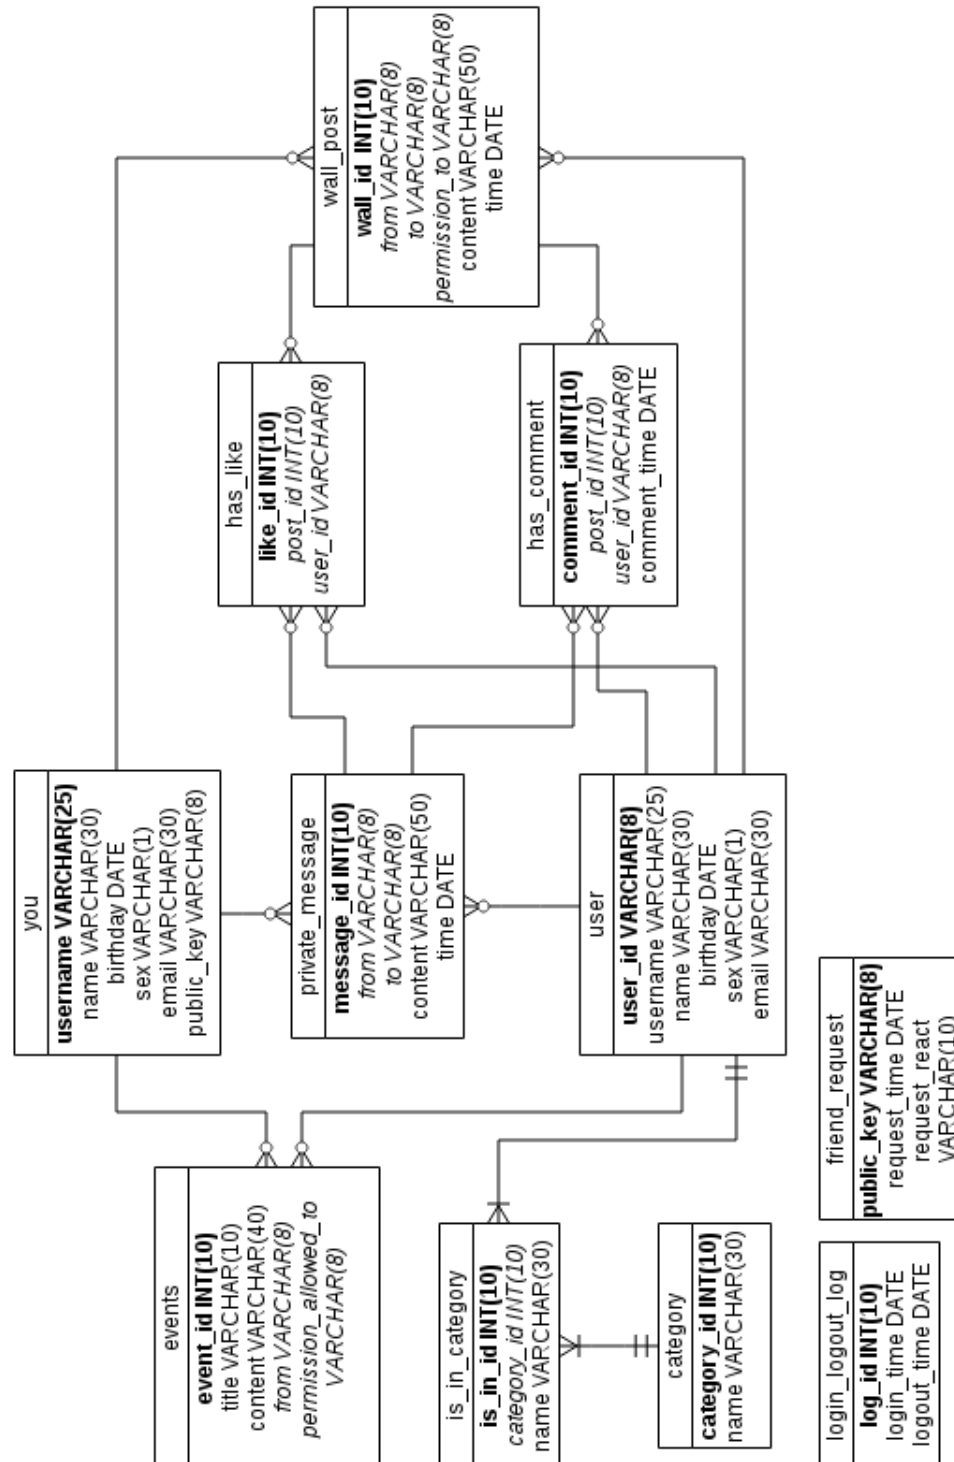 wall_post
wall_id INT(10)
from VARCHAR(8)
to VARCHAR(8)
permission_to VARCHAR(8)
content VARCHAR(50)
time DATE
has_like
like_id INT(10)
post_id INT(10)
user_id VARCHAR(8)
has_comment
comment_id INT(10)
post_id INT(10)
user_id VARCHAR(8)
comment_time DATE
you
username VARCHAR(25)
name VARCHAR(30)
birthday DATE
sex VARCHAR(1)
email VARCHAR(30)
public_key VARCHAR(8)
private_message
message_id INT(10)
from VARCHAR(8)
to VARCHAR(8)
content VARCHAR(50)
time DATE
user
user_id VARCHAR(8)
username VARCHAR(25)
name VARCHAR(30)
birthday DATE
sex VARCHAR(1)
email VARCHAR(30)
events
event_id INT(10)
title VARCHAR(10)
content VARCHAR(40)
from VARCHAR(8)
permission_allowed_to
VARCHAR(8)
is_in_category
is_in_id INT(10)
category_id INT(10)
name VARCHAR(30)
category
category_id INT(10)
name VARCHAR(30)
friend_request
public_key VARCHAR(8)
request_time DATE
request_react
VARCHAR(10)
login_logout_log
log_id INT(10)
login_time DATE
logout_time DATE